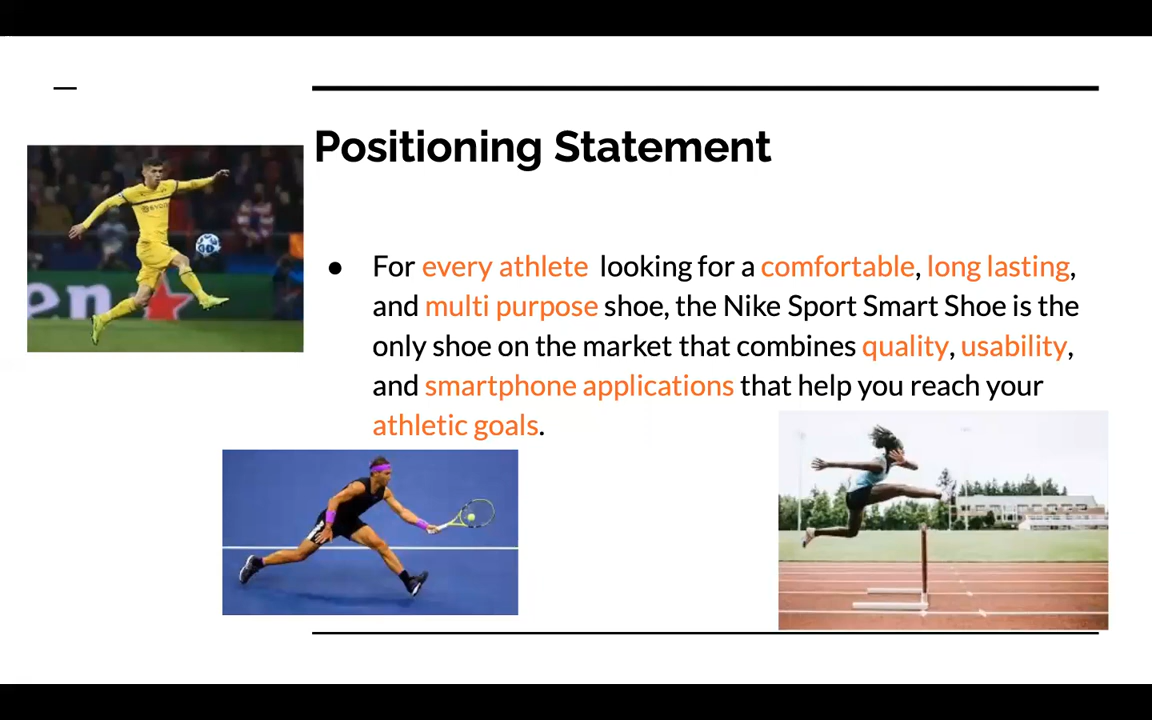 Positioning Statement
● For every athlete looking for a comfortable, long lasting,
and multi purpose shoe, the Nike Sport Smart Shoe is the
only shoe on the market that combines quality, usability,
and smartphone applications that help you reach your
athletic goals.
en